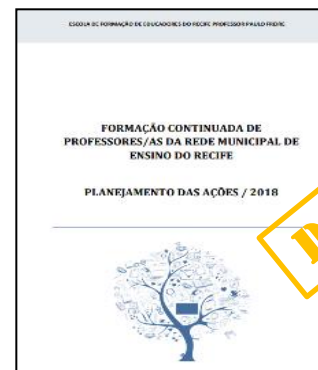 ESCOLA DE FORMAÇÃO DE EDUCADORES DO RECIFE PROFESSOR PAULO FREIRE
FORMAÇÃO CONTINUADA DE
PROFESSORES/AS DA REDE MUNICIPAL DE
ENSINO DO RECIFE
PLANEJAMENTO DAS AÇÕES / 2018